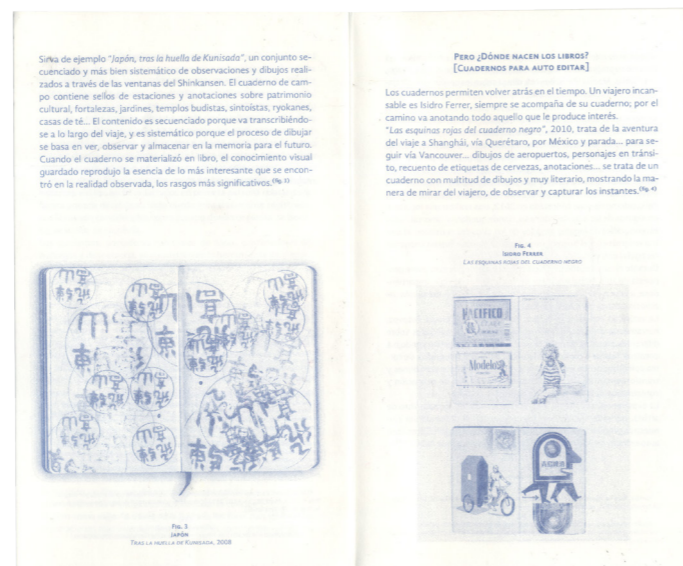 Sirva de ejemplo "Japón, tras la huella de Kunisada", un conjunto se-
cuenciado y más bien sistemático de observaciones y dibujos reali-
zados a través de las ventanas del Shinkansen. El cuaderno de cam-
po contiene sellos de estaciones y anotaciones sobre patrimonio
cultural, fortalezas, jardines, templos budistas, sintoístas, ryokanes,
casas de té... El contenido es secuenciado porque va transcribiéndo-
se a lo largo del viaje, y es sistemático porque el proceso de dibujar
se basa en ver, observar y almacenar en la memoria para el futuro.
Cuando el cuaderno se materializó en libro, el conocimiento visual
guardado reprodujo la esencia de lo más interesante que se encon-
tró en la realidad observada, los rasgos más significativos.(fig. 3)
Fig. 3
Japón
Tras la huella de Kunisada, 2008
Pero ¿Dónde nacen los libros?
[Cuadernos para auto editar]
Los cuadernos permiten volver atrás en el tiempo. Un viajero incan-
sable es Isidro Ferrer, siempre se acompaña de su cuaderno; por el
camino va anotando todo aquello que le produce interés.
"Las esquinas rojas del cuaderno negro", 2010, trata de la aventura
del viaje a Shanghái, vía Querétaro, por México y parada... para se-
guir vía Vancouver... dibujos de aeropuertos, personajes en tránsi-
to, recuento de etiquetas de cervezas, anotaciones... se trata de un
cuaderno con multitud de dibujos y muy literario, mostrando la ma-
nera de mirar del viajero, de observar y capturar los instantes.(fig. 4)
Fig. 4
Isidro Ferrer
Las esquinas rojas del cuaderno negro
PACIFICO
Modelo